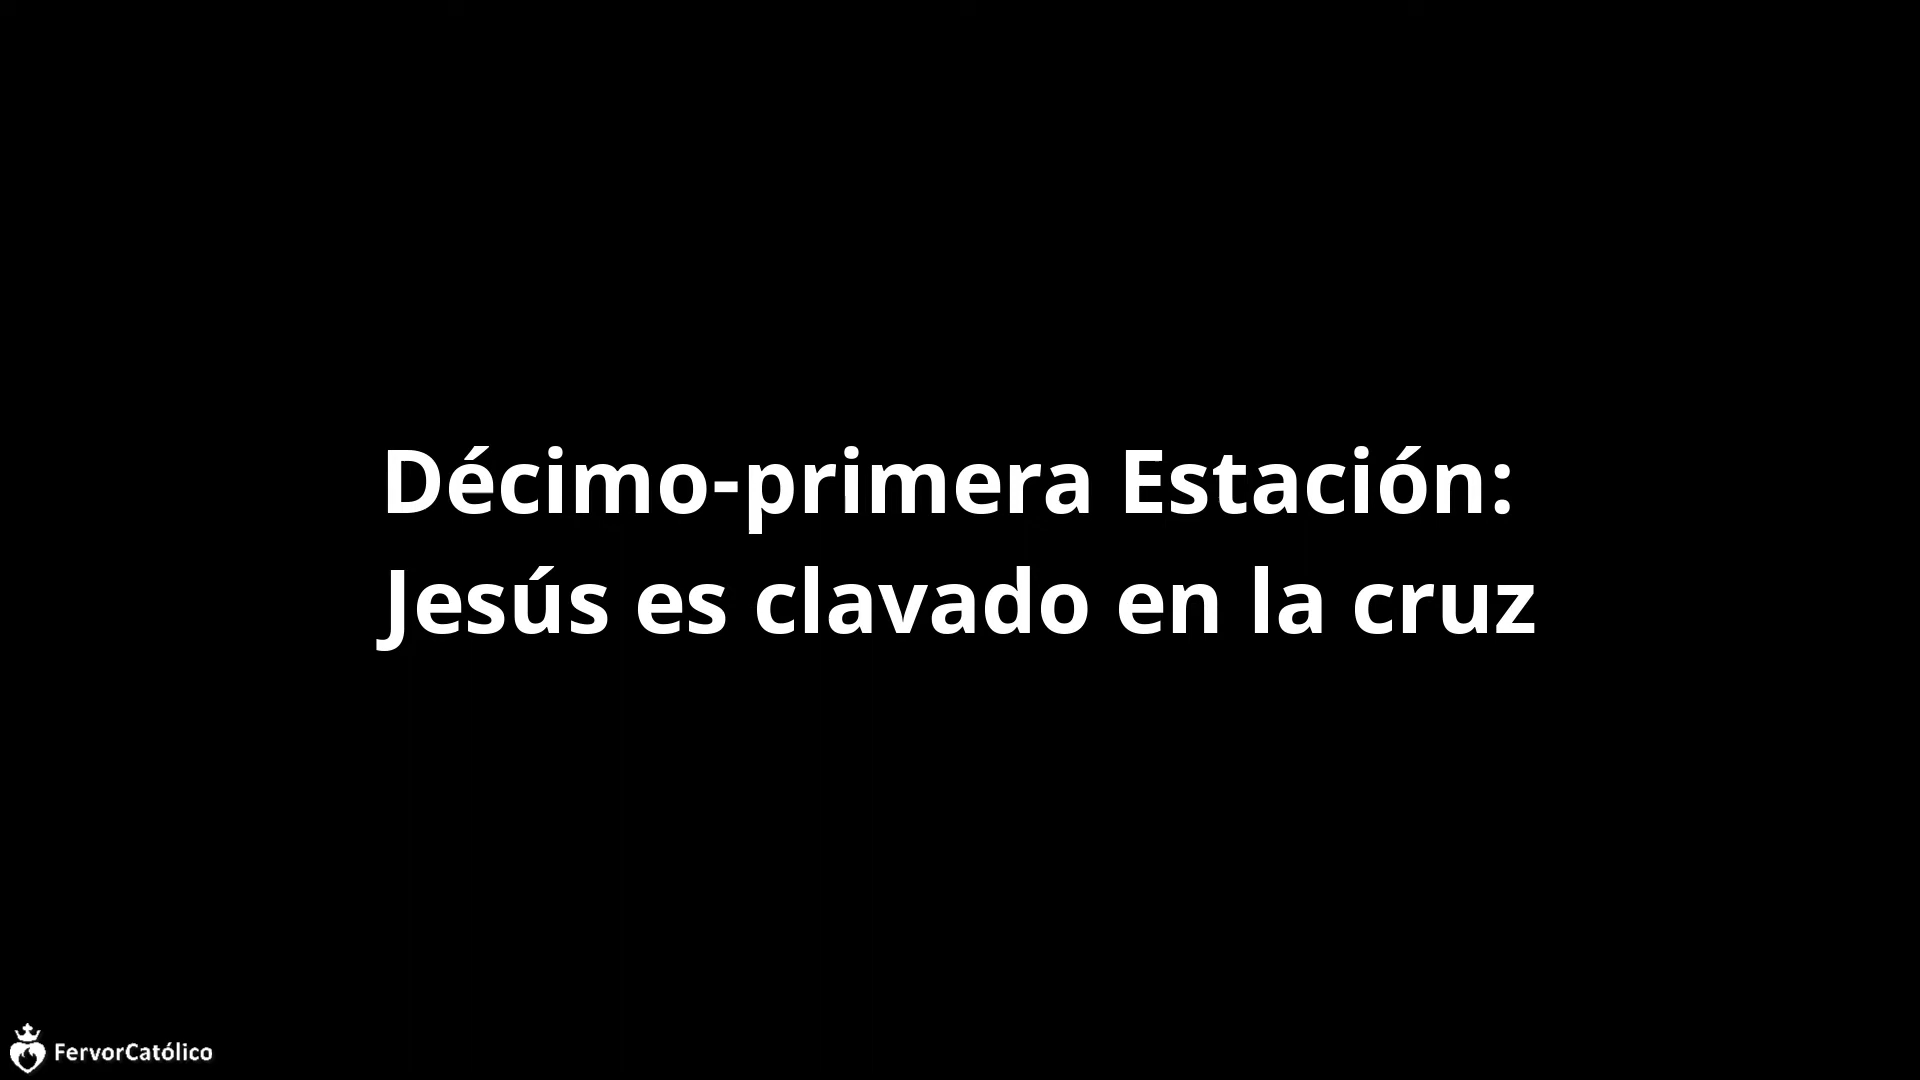 Décimo-primera Estación:
Jesús es clavado en la cruz
FervorCatólico